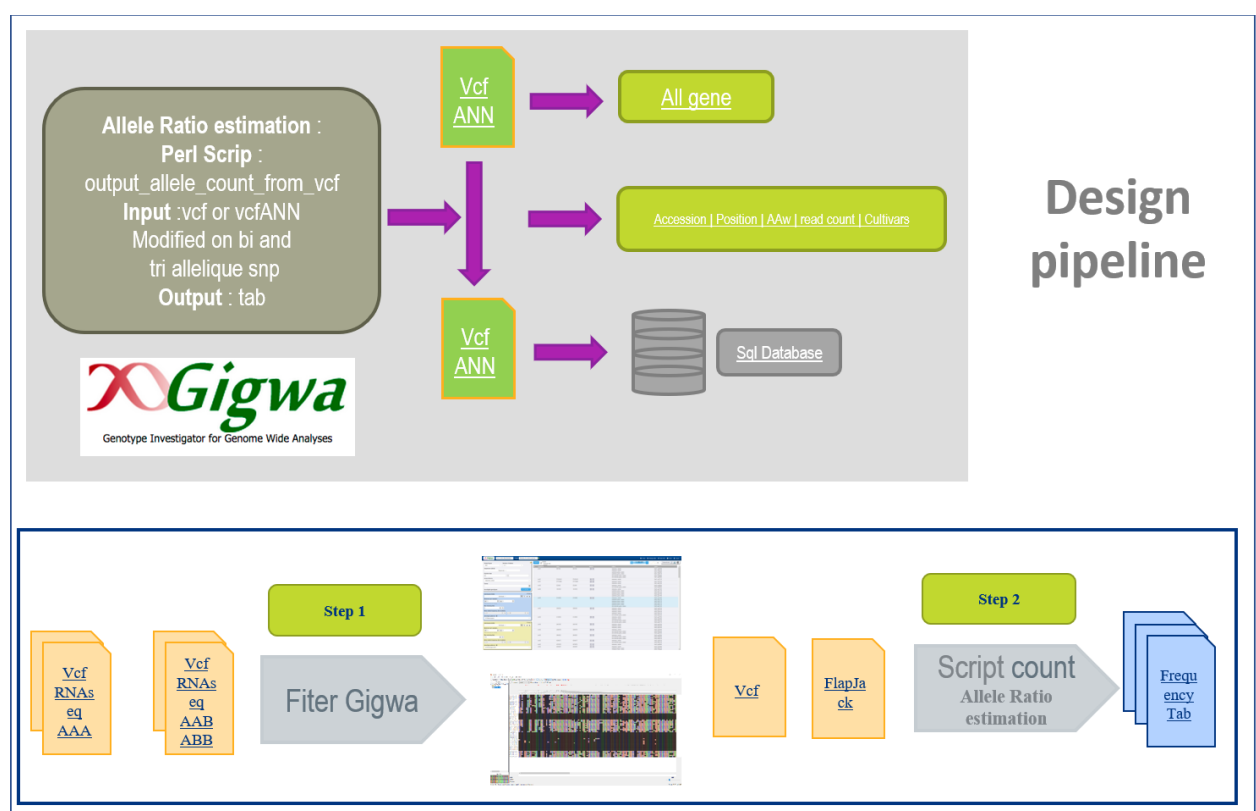 Allele Ratio estimation :
Perl Scrip :
output_allele_count_from_vcf
Input :vcf or vcfANN
Modified on bi and
tri allelique snp
Output : tab
Gigwa
Genotype Investigator for Genome Wide Analyses
Vcf
ANN
All gene
Accession | Position | AAw | read count | Cultivars
Vcf
ANN
Sql Database
Design
pipeline
Vcf
RNAs
eq
AAA
Vcf
RNAs
eq
AAB
ABB
Step 1
Fiter Gigwa
Vcf
FlapJa
ck
Step 2
Script count
Allele Ratio
estimation
Frequ
ency
Tab